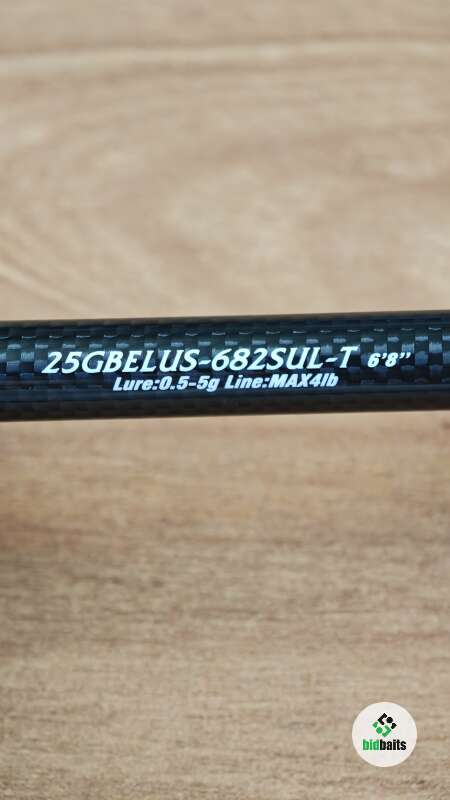 25GBELUS-682SUL-T 6'8"
Lure:0.5-5g Line:MAX4lb
bidbaits